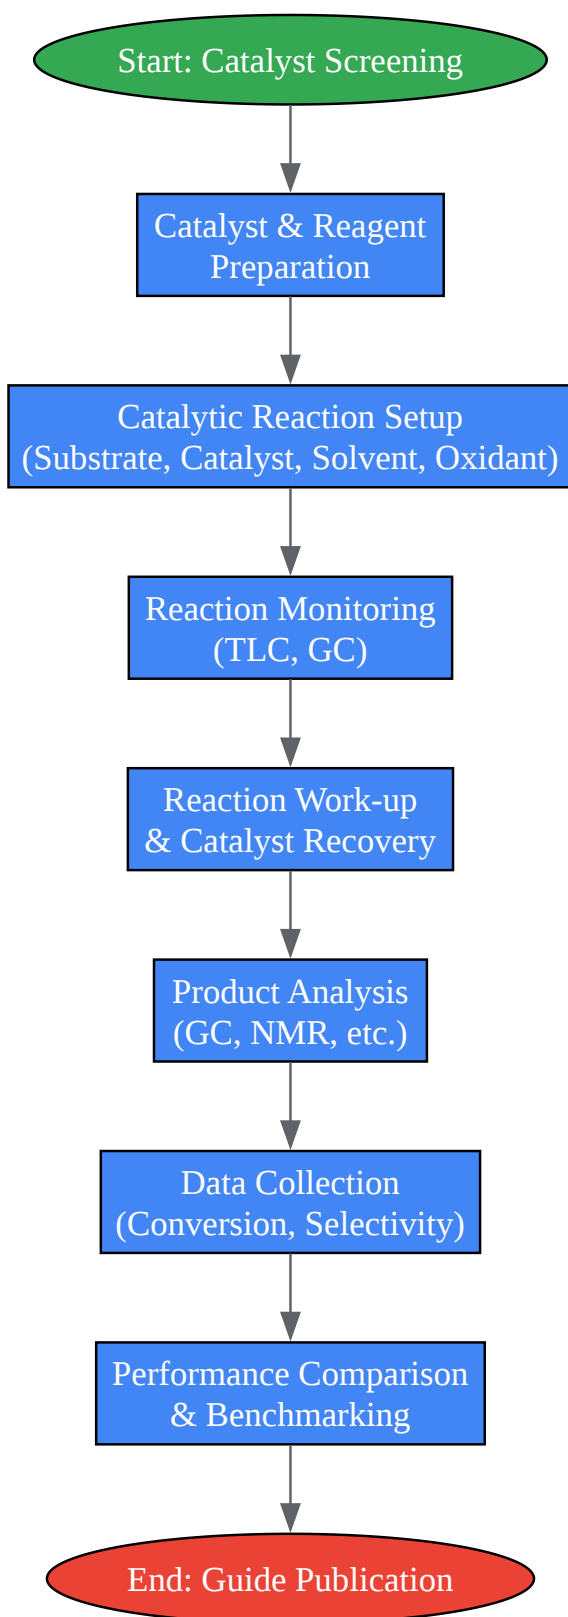 Start: Catalyst Screening
Catalyst & Reagent
Preparation
Catalytic Reaction Setup
(Substrate, Catalyst, Solvent, Oxidant)
Reaction Monitoring
(TLC, GC)
Reaction Work-up
& Catalyst Recovery
Product Analysis
(GC, NMR, etc.)
Data Collection
(Conversion, Selectivity)
Performance Comparison
& Benchmarking
End: Guide Publication